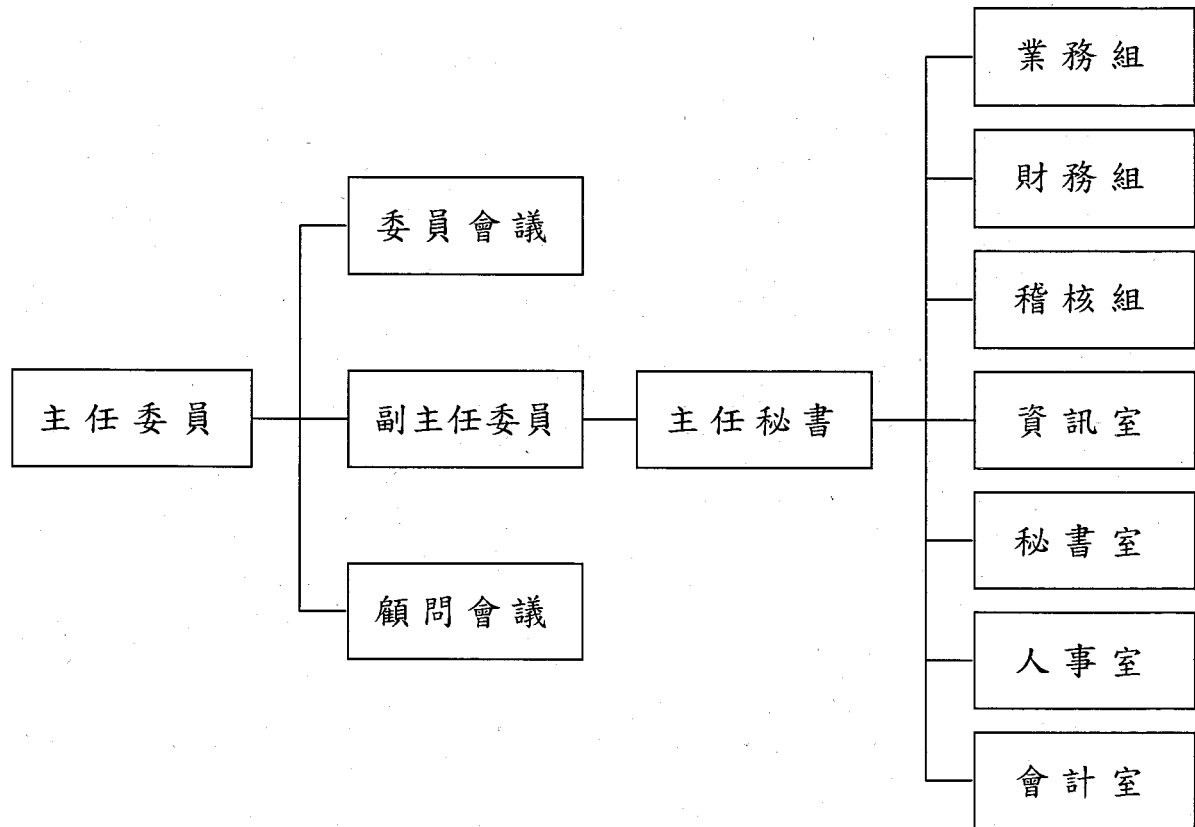 主任委員
委員會議
副主任委員
顧問會議
主任秘書
業務組
財務組
稽核組
資訊室
秘書室
人事室
會計室